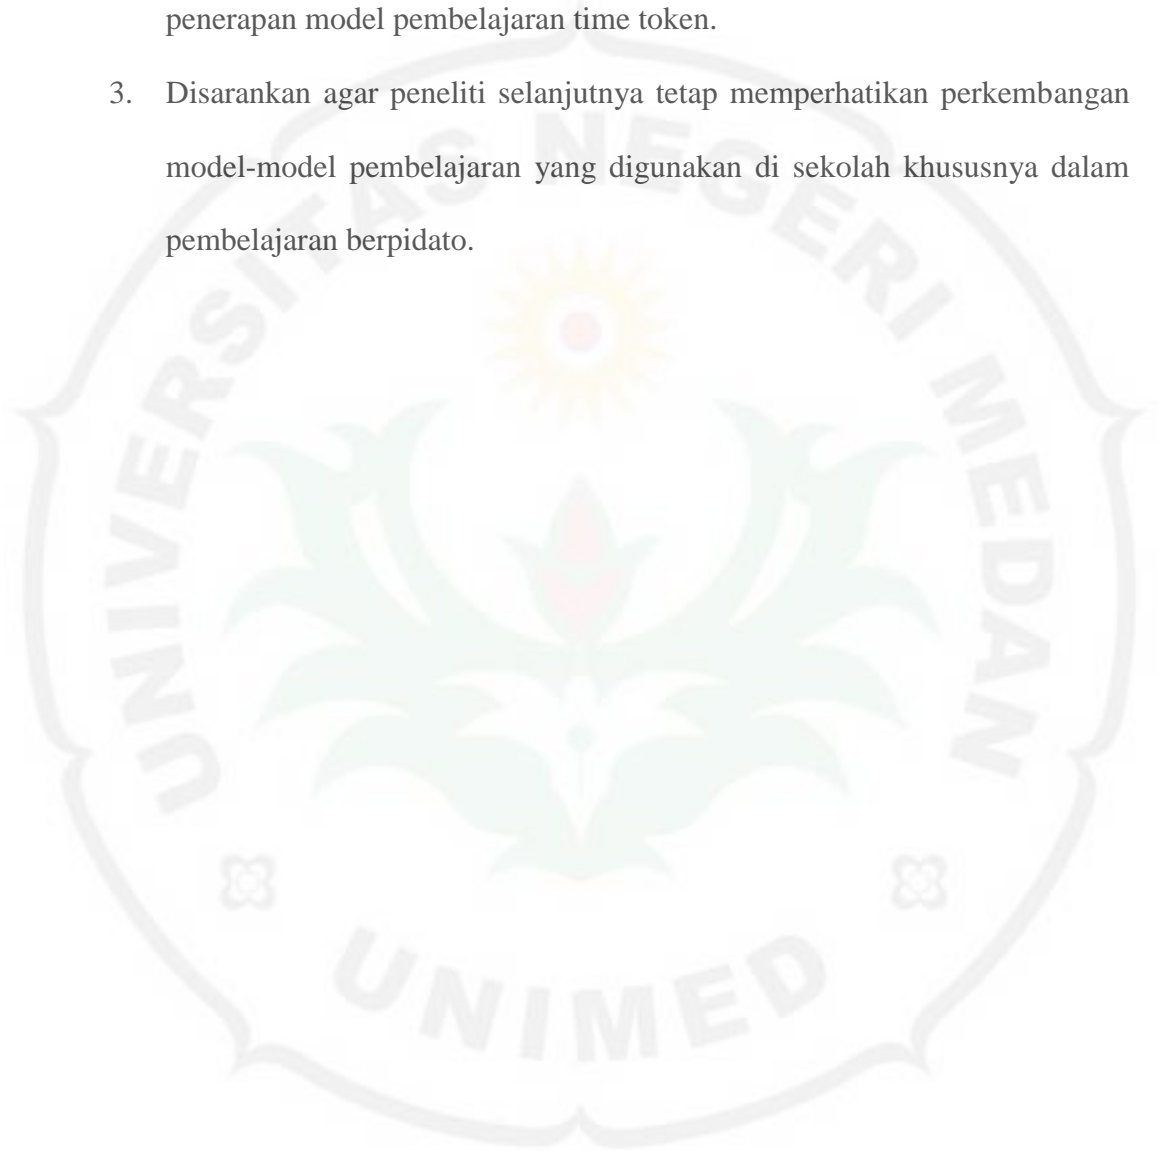 penerapan model pembelajaran time token.
3. Disarankan agar peneliti selanjutnya tetap memperhatikan perkembangan
model-model pembelajaran yang digunakan di sekolah khususnya dalam
pembelajaran berpidato.
UNIVERSITAS NEGERI MEDAN
UNIMED